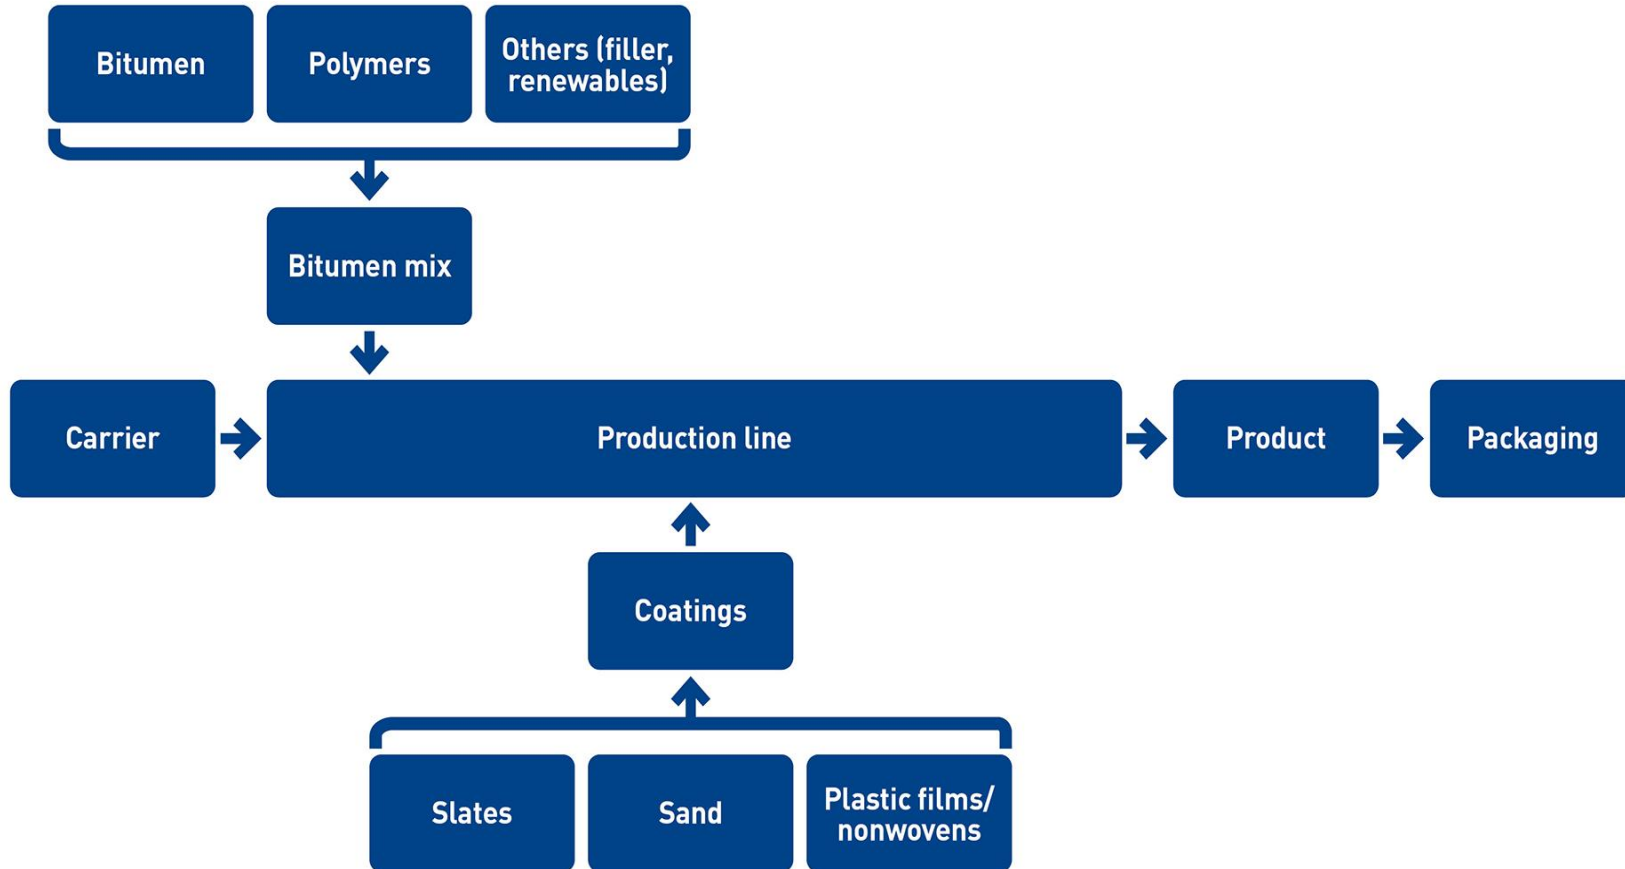 Bitumen
Polymers
Others (filler,
renewables)
Bitumen mix
Carrier
Production line
Product
Packaging
Coatings
Slates
Sand
Plastic films/
nonwovens